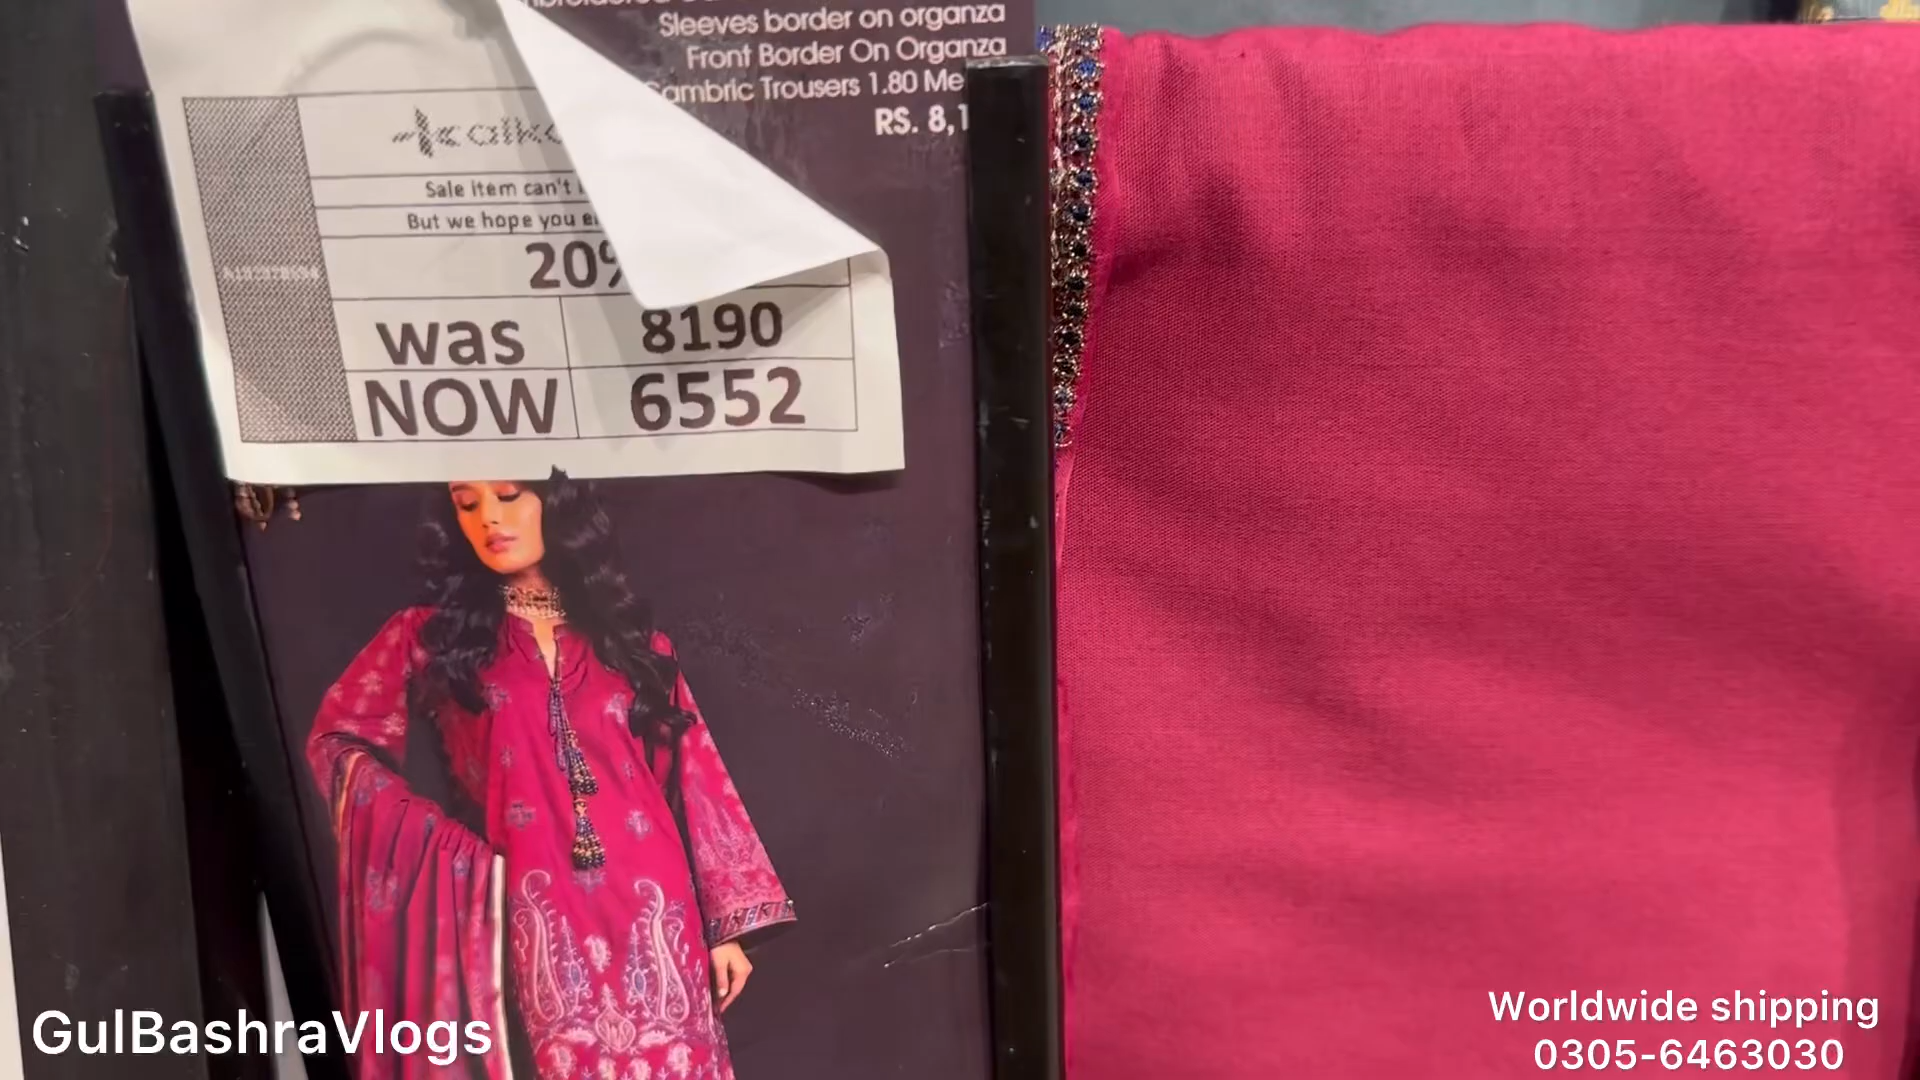 Sleeves border on organza
Front Border On Organza
Cambric Trousers 1.80 Me
RS. 8,1
Sale item can't
But we hope you
20%
was 8190
NOW 6552
GulBashraVlogs
Worldwide shipping
0305-6463030